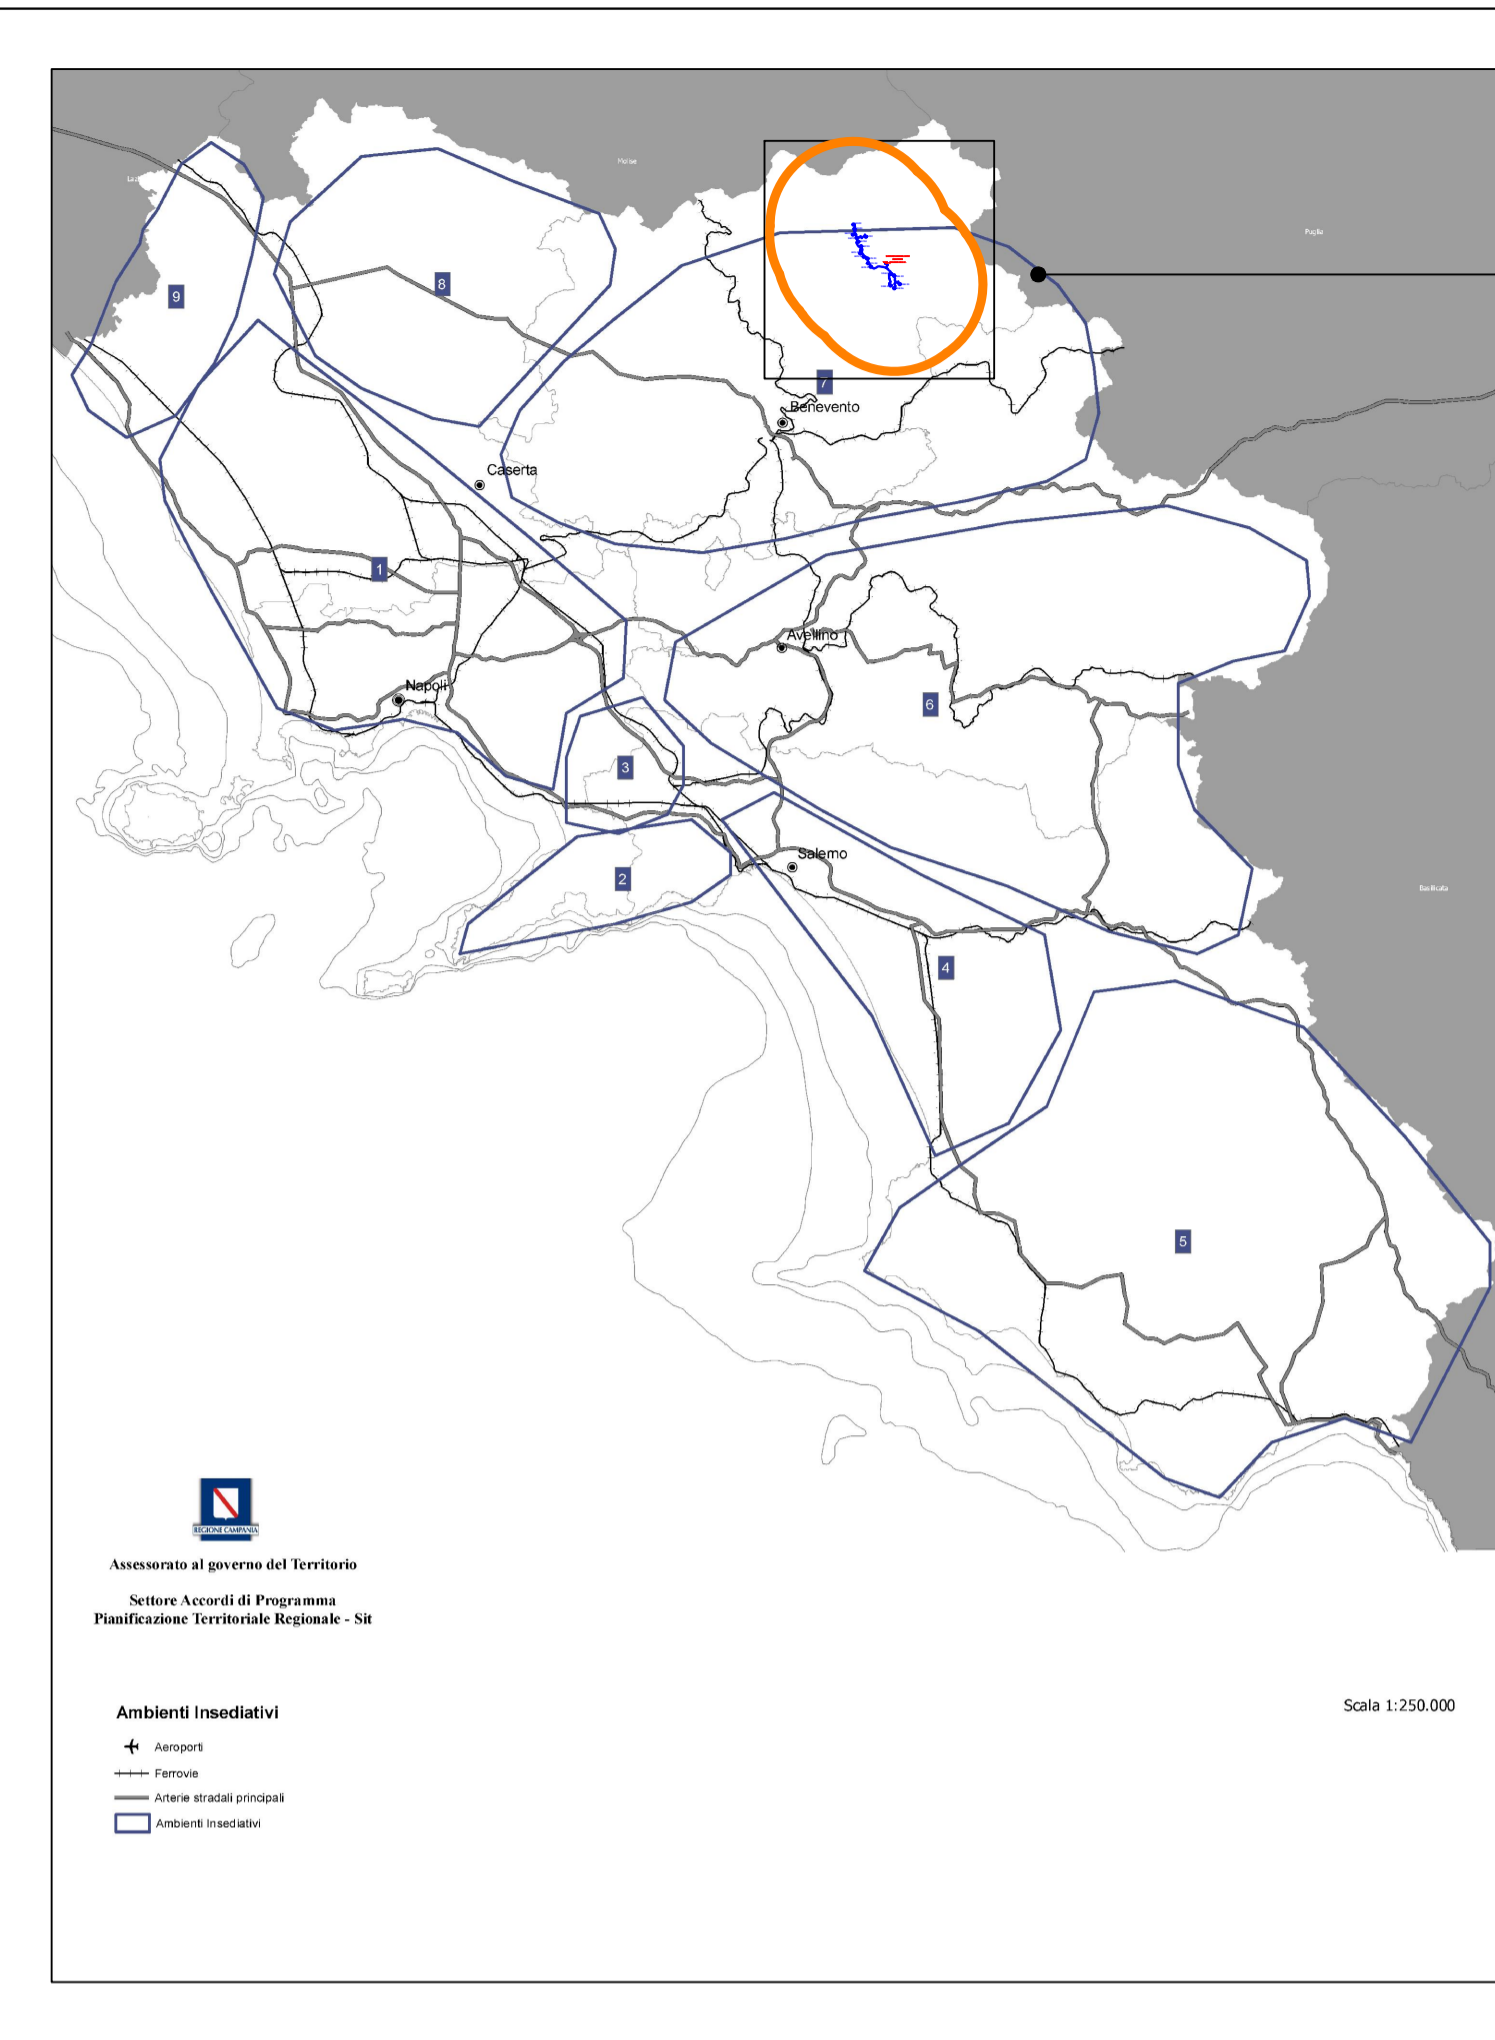 Molise
Puglia
9
8
7
Benevento
Caserta
1
Avellino
Napoli
6
3
Salerno
2
Basilicata
4
5
REGIONE CAMPANIA
Assessorato al governo del Territorio
Settore Accordi di Programma
Pianificazione Territoriale Regionale - Sit
Ambienti Insediativi
Scala 1:250.000
Aeroporti
Ferrovie
Arterie stradali principali
Ambienti Insediativi